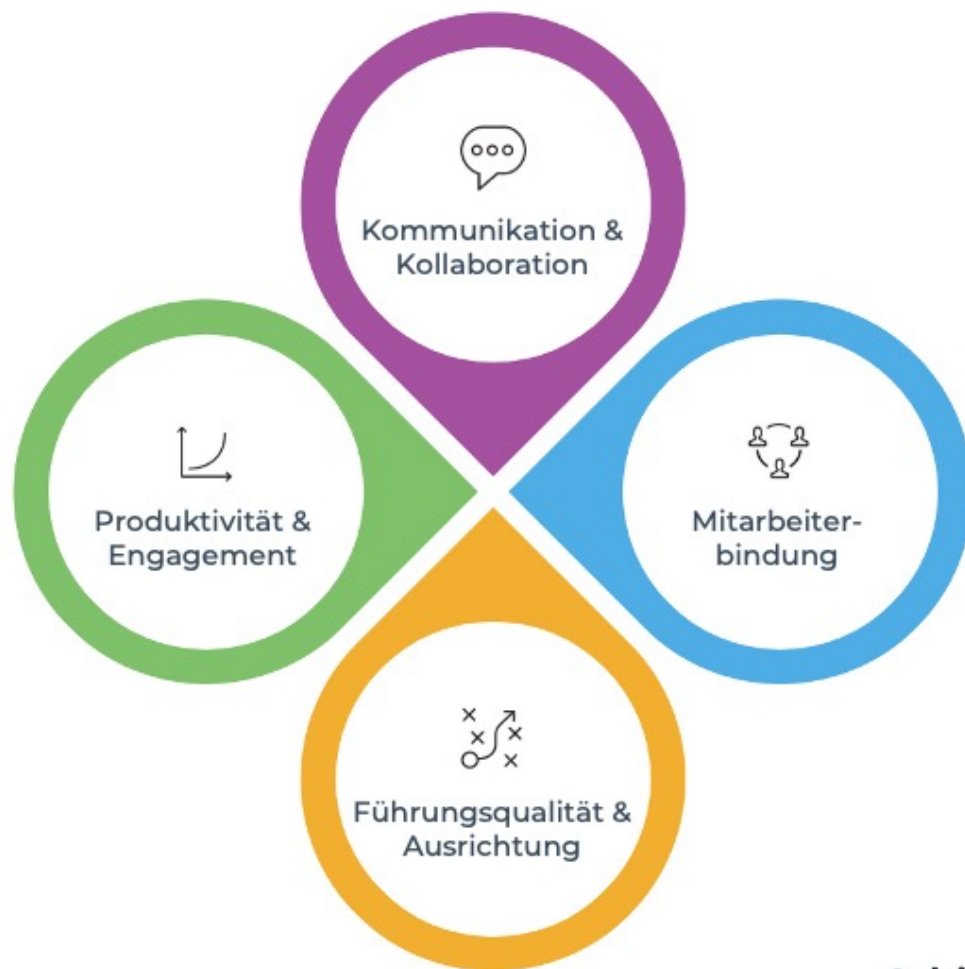 Kommunikation &
Kollaboration
Produktivität &
Engagement
Mitarbeiter-
bindung
Führungsqualität &
Ausrichtung